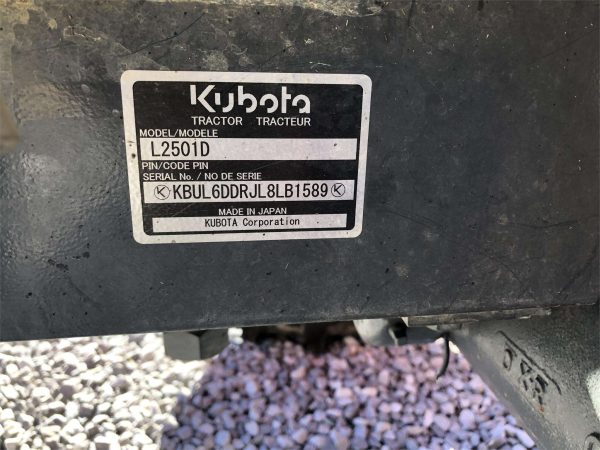 Kubota
TRACTOR TRACTEUR
MODEL/MODELE
L2501D
PIN/CODE PIN
SERIAL No. / NO DE SERIE
KBUL6DDRJL8LB1589
MADE IN JAPAN
KUBOTA Corporation